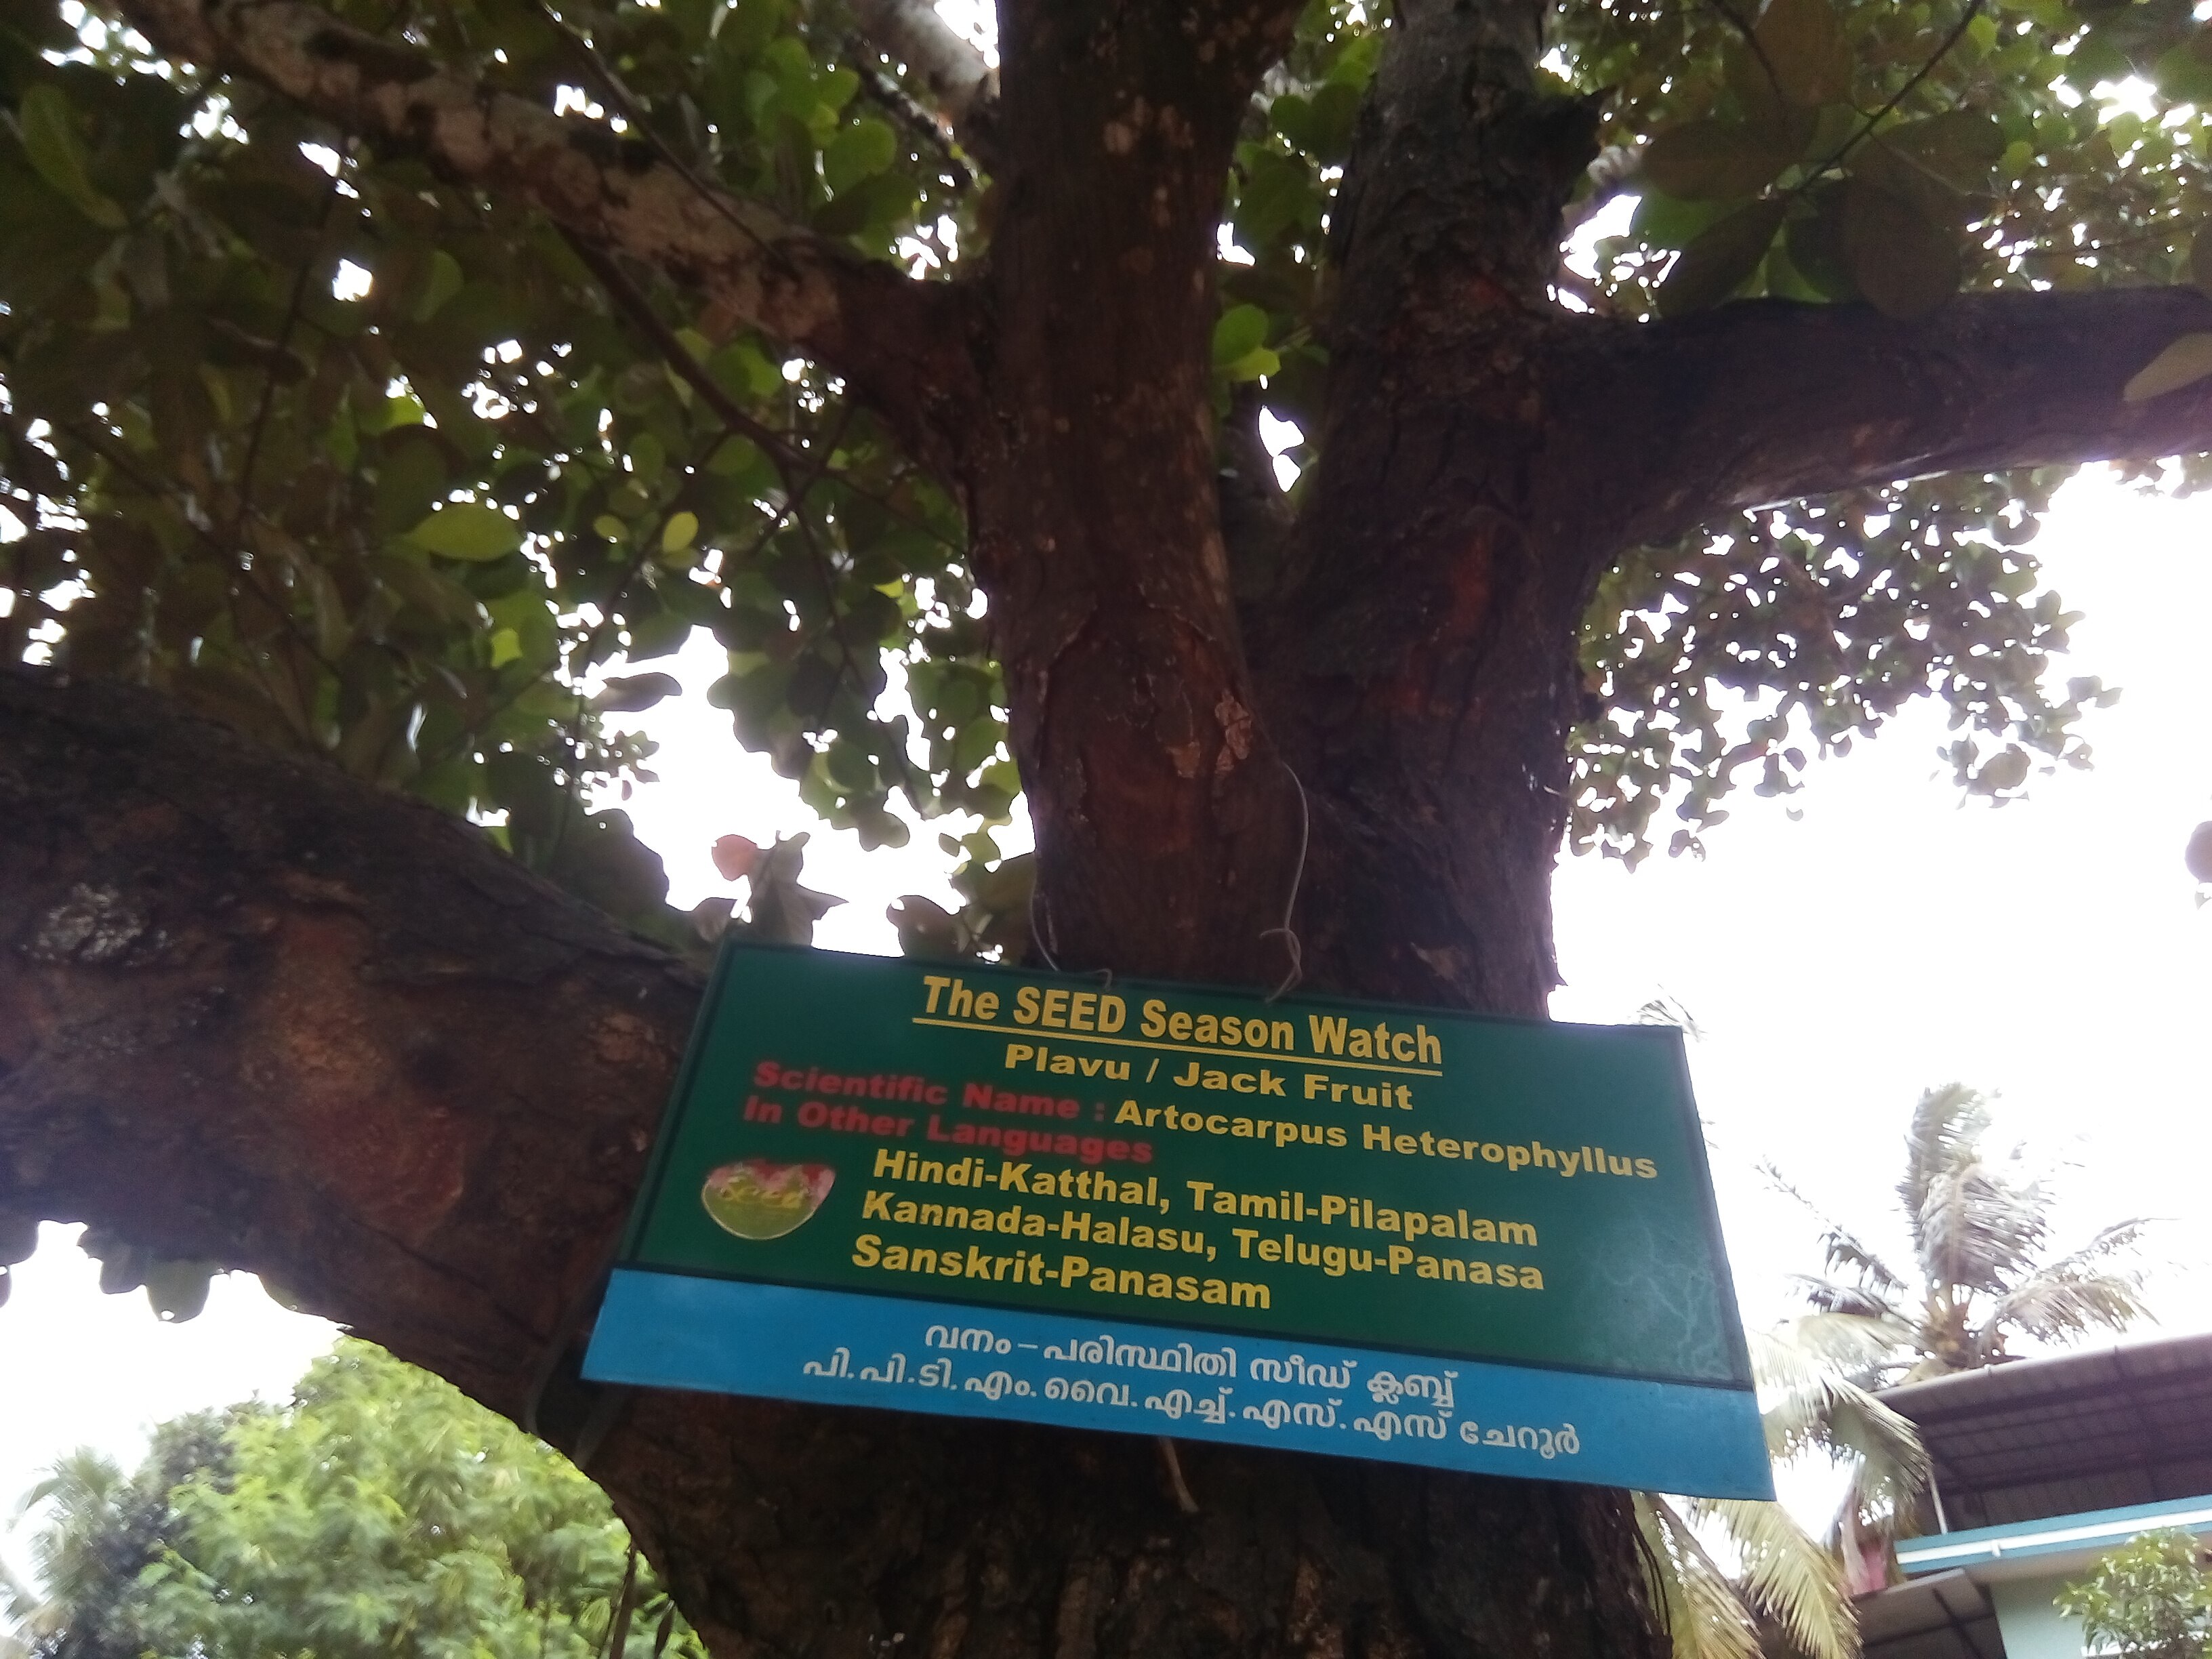 The SEED Season Watch
Plavu / Jack Fruit
Scientific Name : Artocarpus Heterophyllus
In Other Languages
Hindi-Katthal, Tamil-Pilapalam
Kannada-Halasu, Telugu-Panasa
Sanskrit-Panasam
SEED
വനം-പരിസ്ഥിതി സീഡ് ക്ലബ്ബ്
പി.പി.ടി.എം.വൈ.എച്ച്.എസ്.എസ് ചേറൂർ